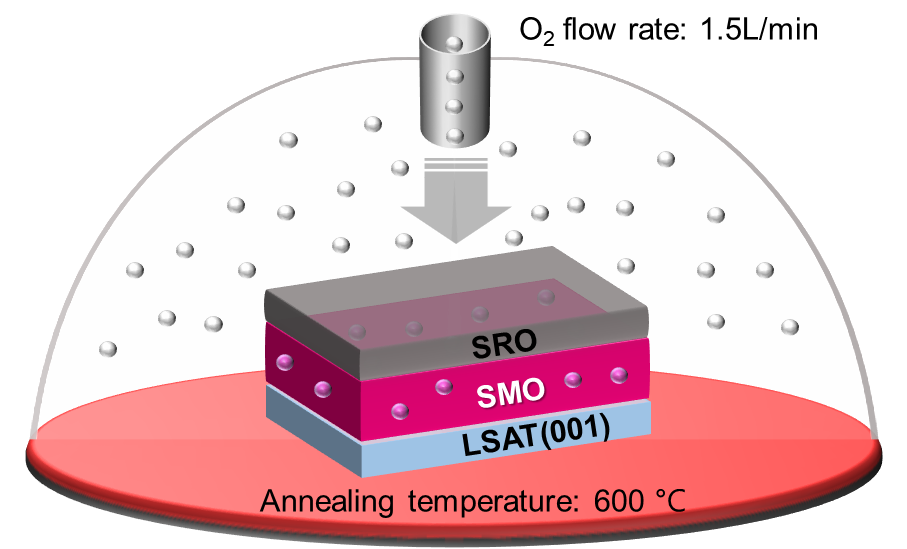 O₂ flow rate: 1.5L/min
SRO
SMO
LSAT(001)
Annealing temperature: 600 °C